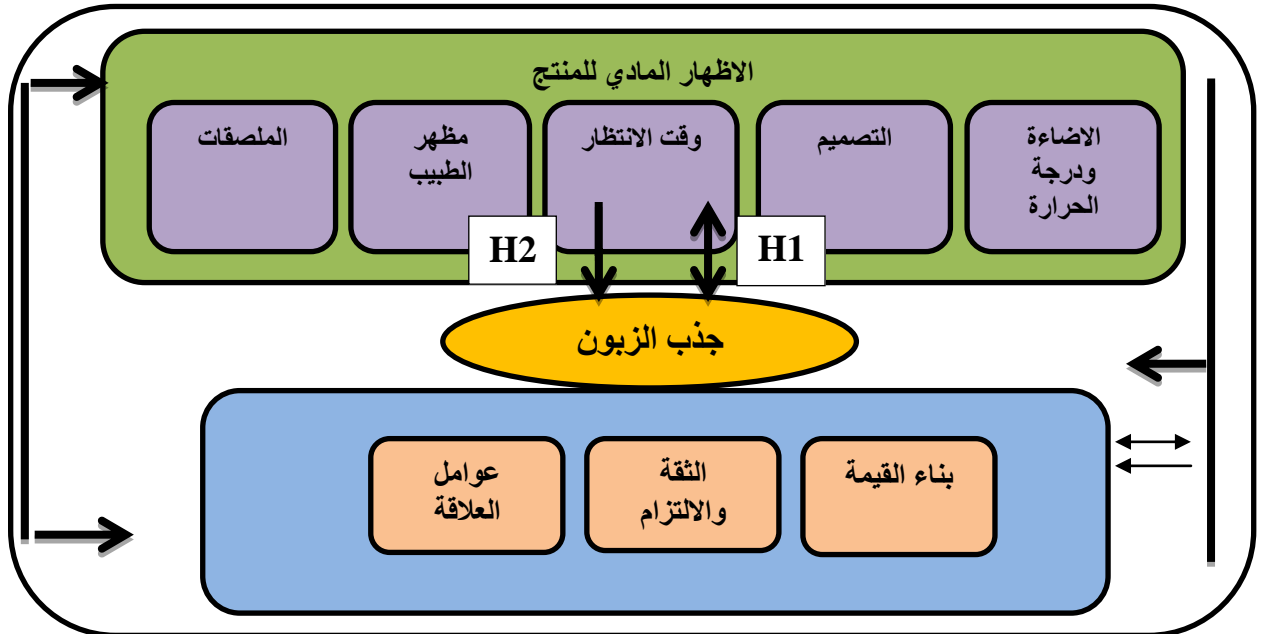 الاظهار المادي للمنتج
الاضاءة
ودرجة
الحرارة
التصميم
وقت الانتظار
مظهر
الطبيب
الملصقات
H1
H2
جذب الزبون
بناء القيمة
الثقة
والالتزام
عوامل
العلاقة